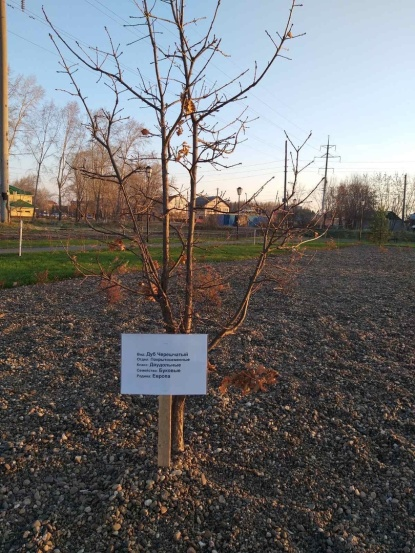 Вид: Дуб Черешчатый
Отдел: Покрытосеменные
Класс: Двудольные
Семейство: Буковые
Родина: Европа